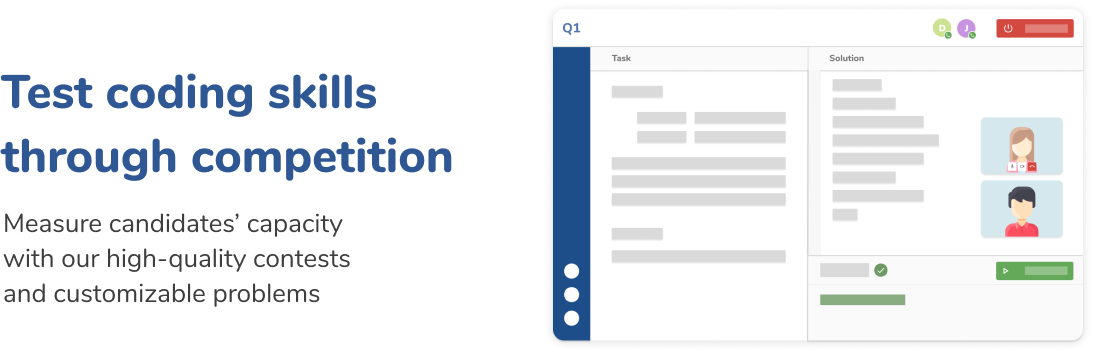 Test coding skills
through competition
Measure candidates’ capacity
with our high-quality contests
and customizable problems
Q1
D
J
Task
Solution